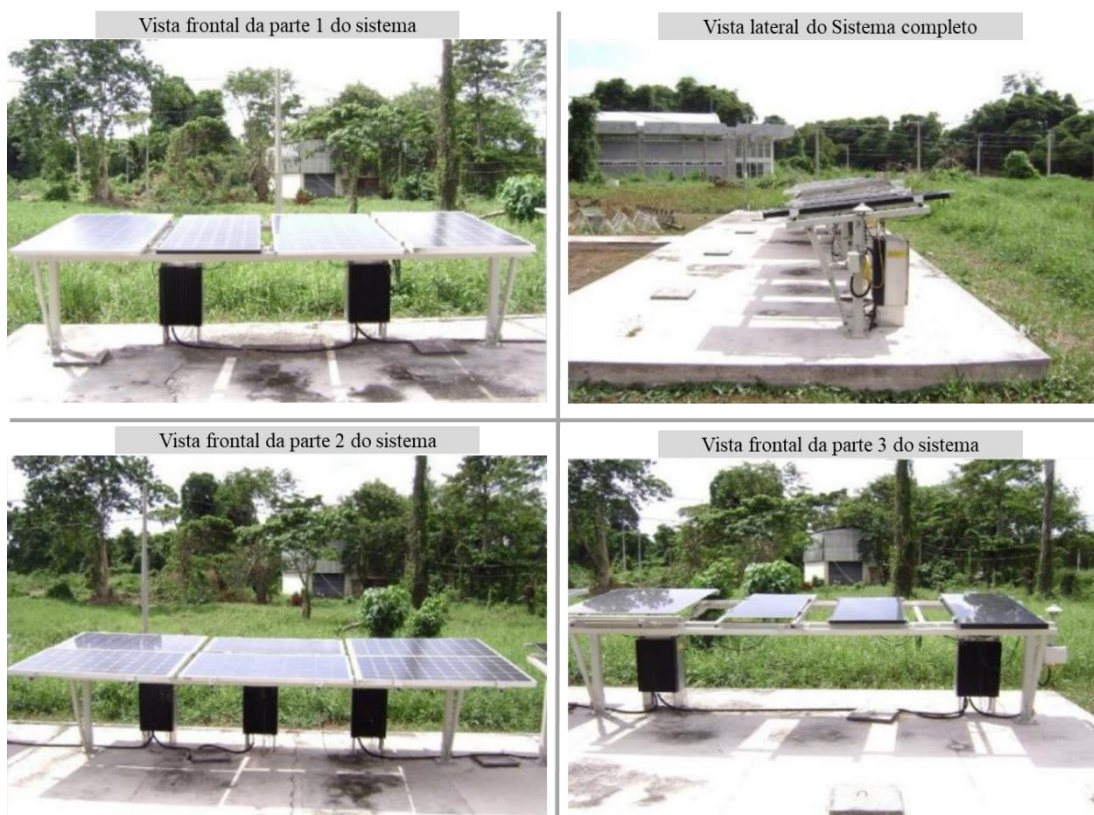 Vista frontal da parte 1 do sistema
Vista lateral do Sistema completo
Vista frontal da parte 2 do sistema
Vista frontal da parte 3 do sistema